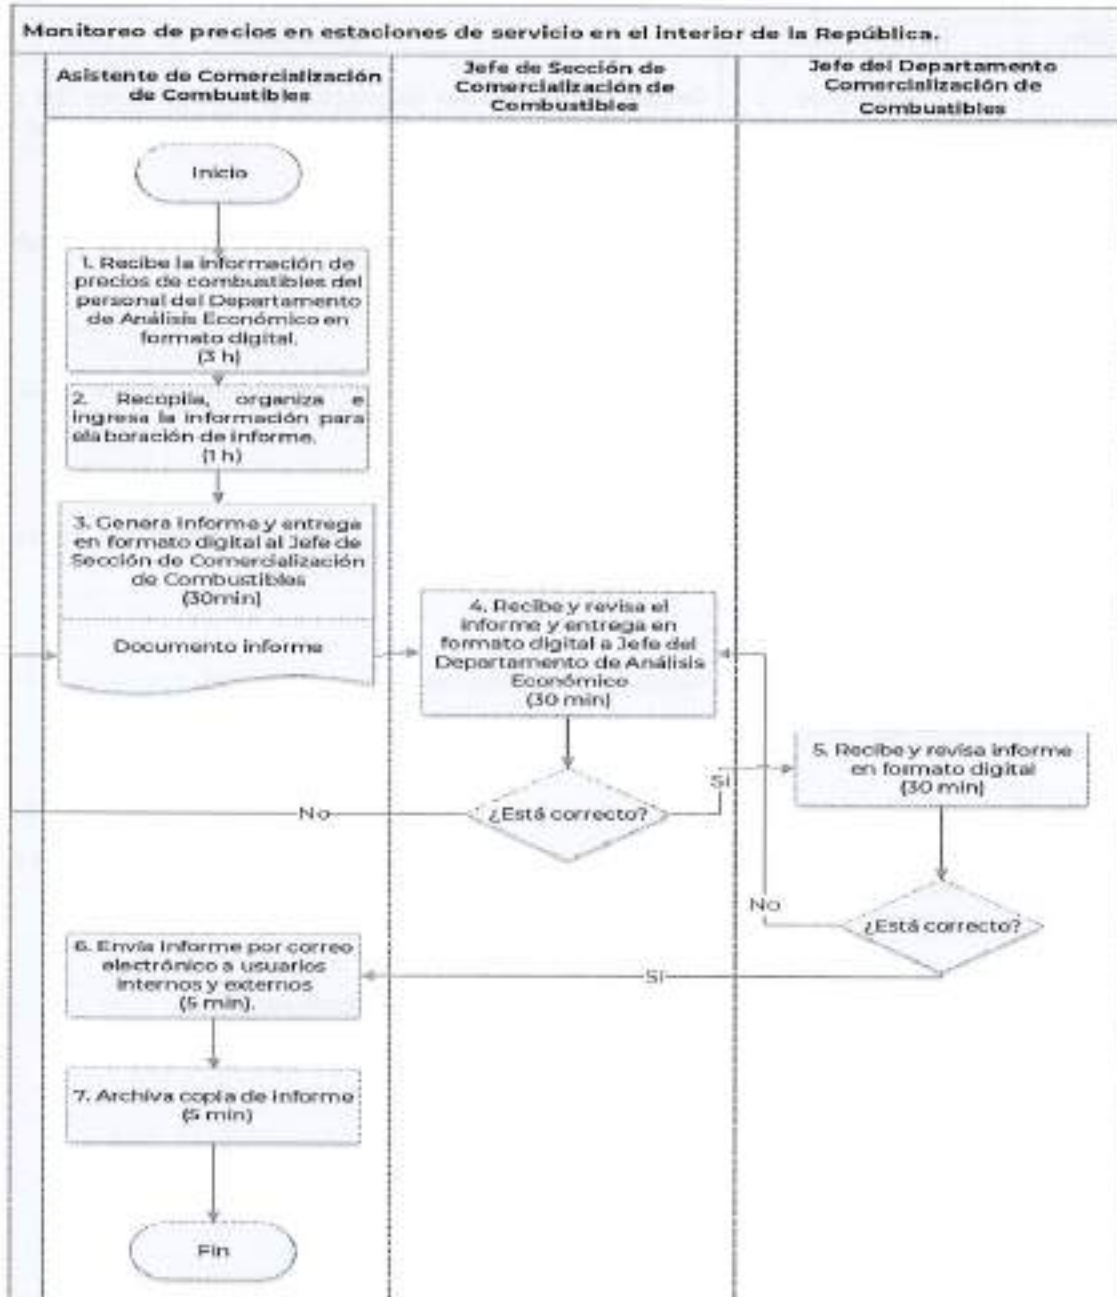 Monitoreo de precios en estaciones de servicio en el interior de la República.
Asistente de Comercialización
de Combustibles
Jefe de Sección de
Comercialización de
Combustibles
Jefe del Departamento
Comercialización de
Combustibles
Inicio
1. Recibe la información de
precios de combustibles del
personal del Departamento
de Análisis Económico en
formato digital.
(3 h)
2. Recopila, organiza e
ingresa la información para
elaboración de informe.
(1 h)
3. Genera informe y entrega
en formato digital al Jefe de
Sección de Comercialización
de Combustibles
(30min)
Documento informe
4. Recibe y revisa el
informe y entrega en
formato digital a Jefe del
Departamento de Análisis
Económico
(30 min)
5. Recibe y revisa informe
en formato digital
(30 min)
Si
No
¿Está correcto?
No
¿Está correcto?
Si
6. Envía informe por correo
electrónico a usuarios
internos y externos
(5 min).
7. Archiva copia de informe
(5 min)
Fin